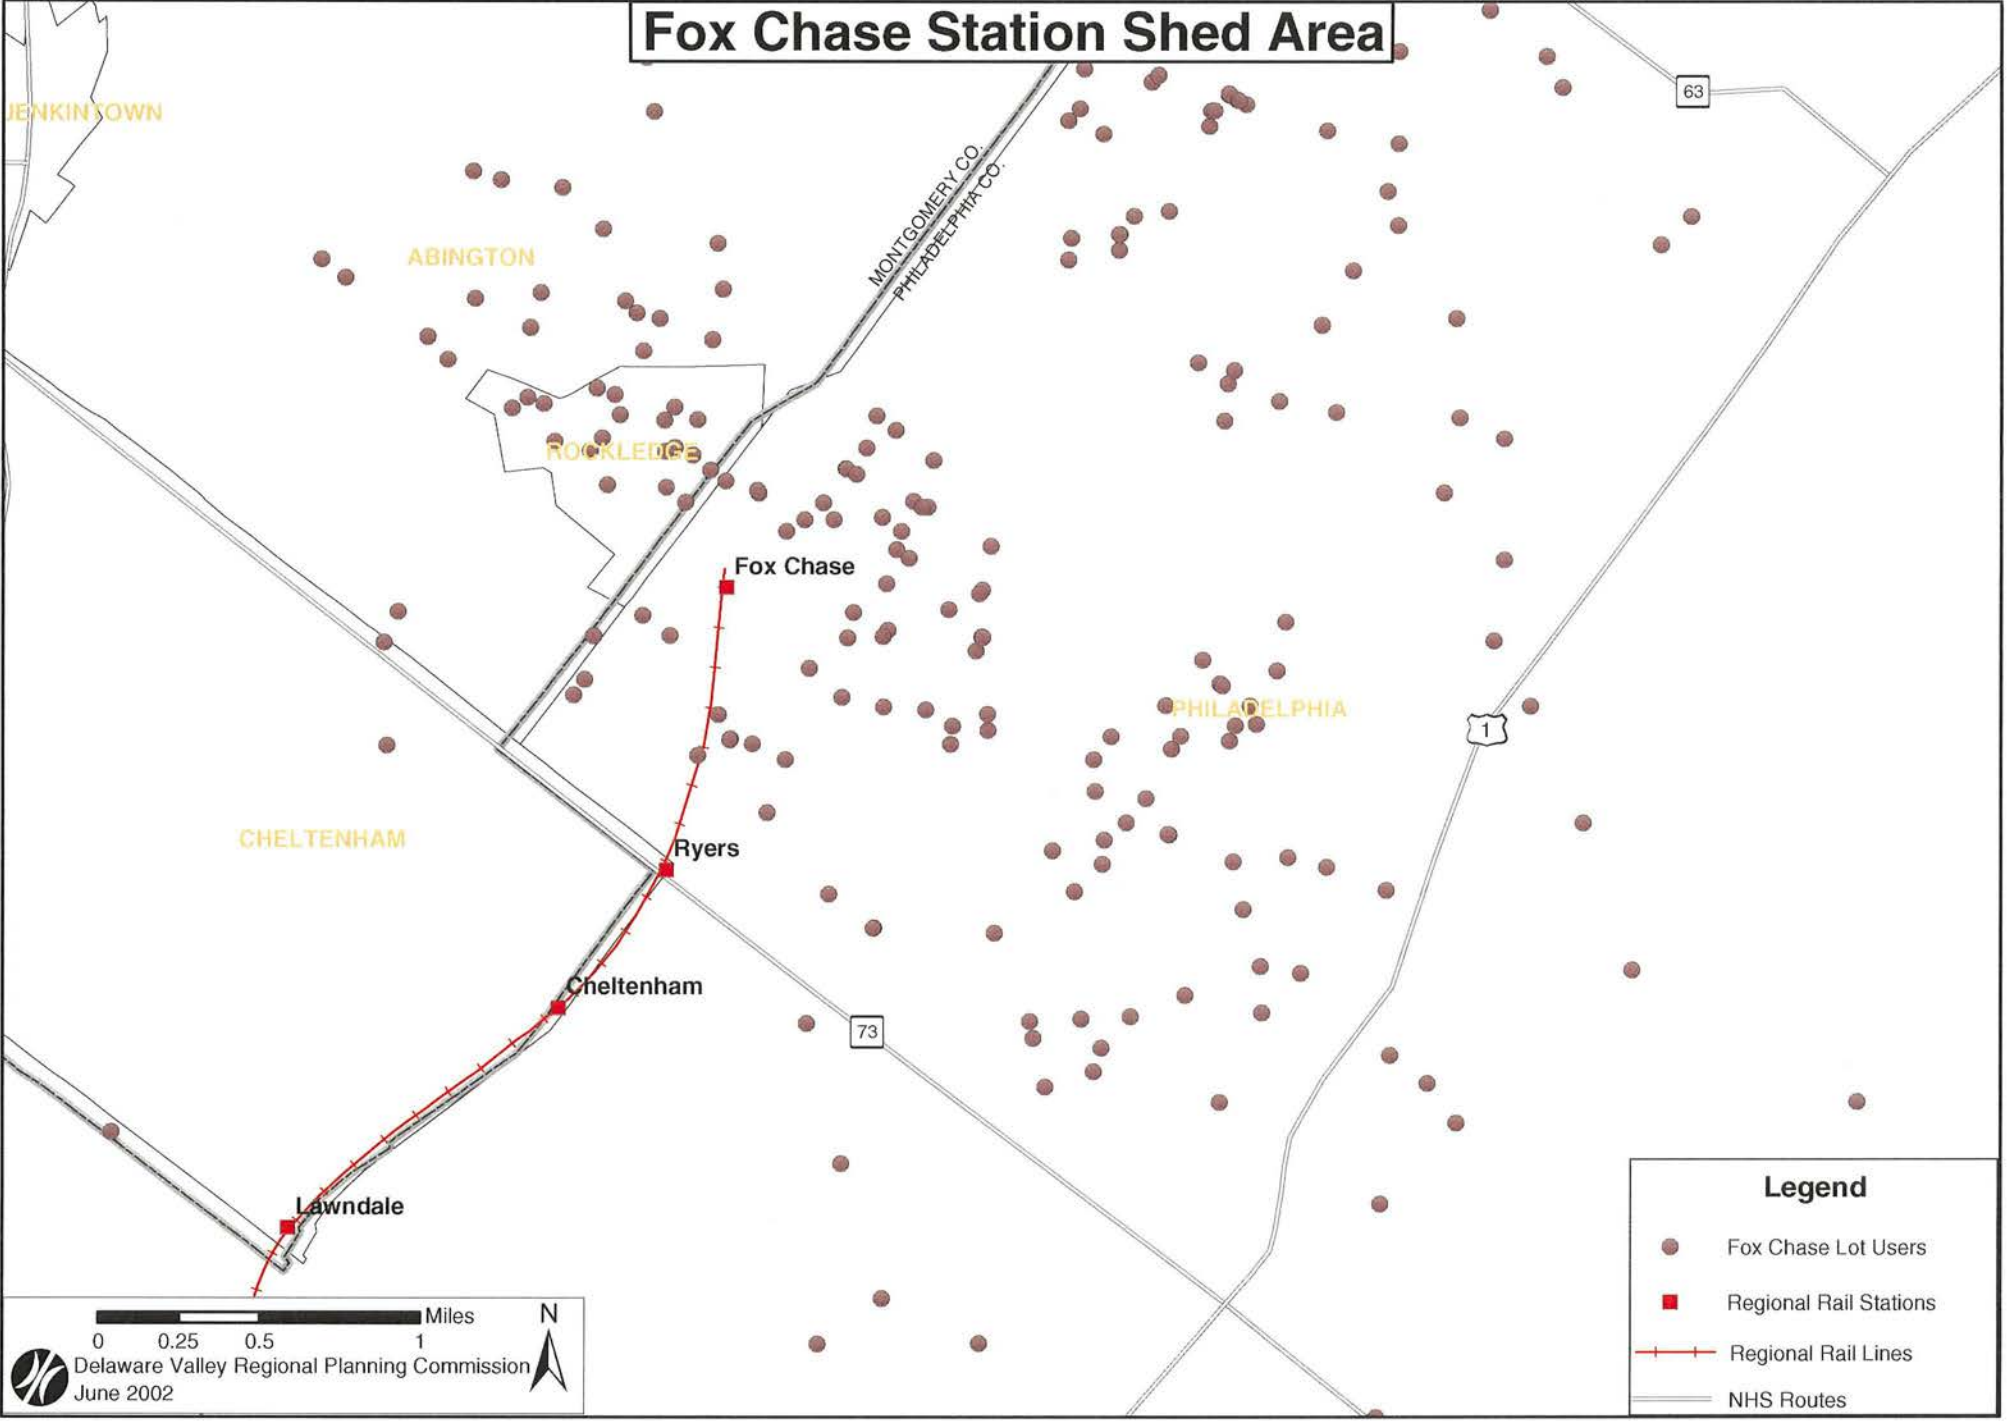 Fox Chase Station Shed Area
63
JENKINTOWN
MONTGOMERY CO.
PHILADELPHIA CO.
ABINGTON
ROCKLEDGE
Fox Chase
PHILADELPHIA
1
CHELTENHAM
Ryers
Cheltenham
73
Lawndale
Legend
Fox Chase Lot Users
Regional Rail Stations
Regional Rail Lines
NHS Routes
Miles
N
0 0.25 0.5 1
Delaware Valley Regional Planning Commission
June 2002